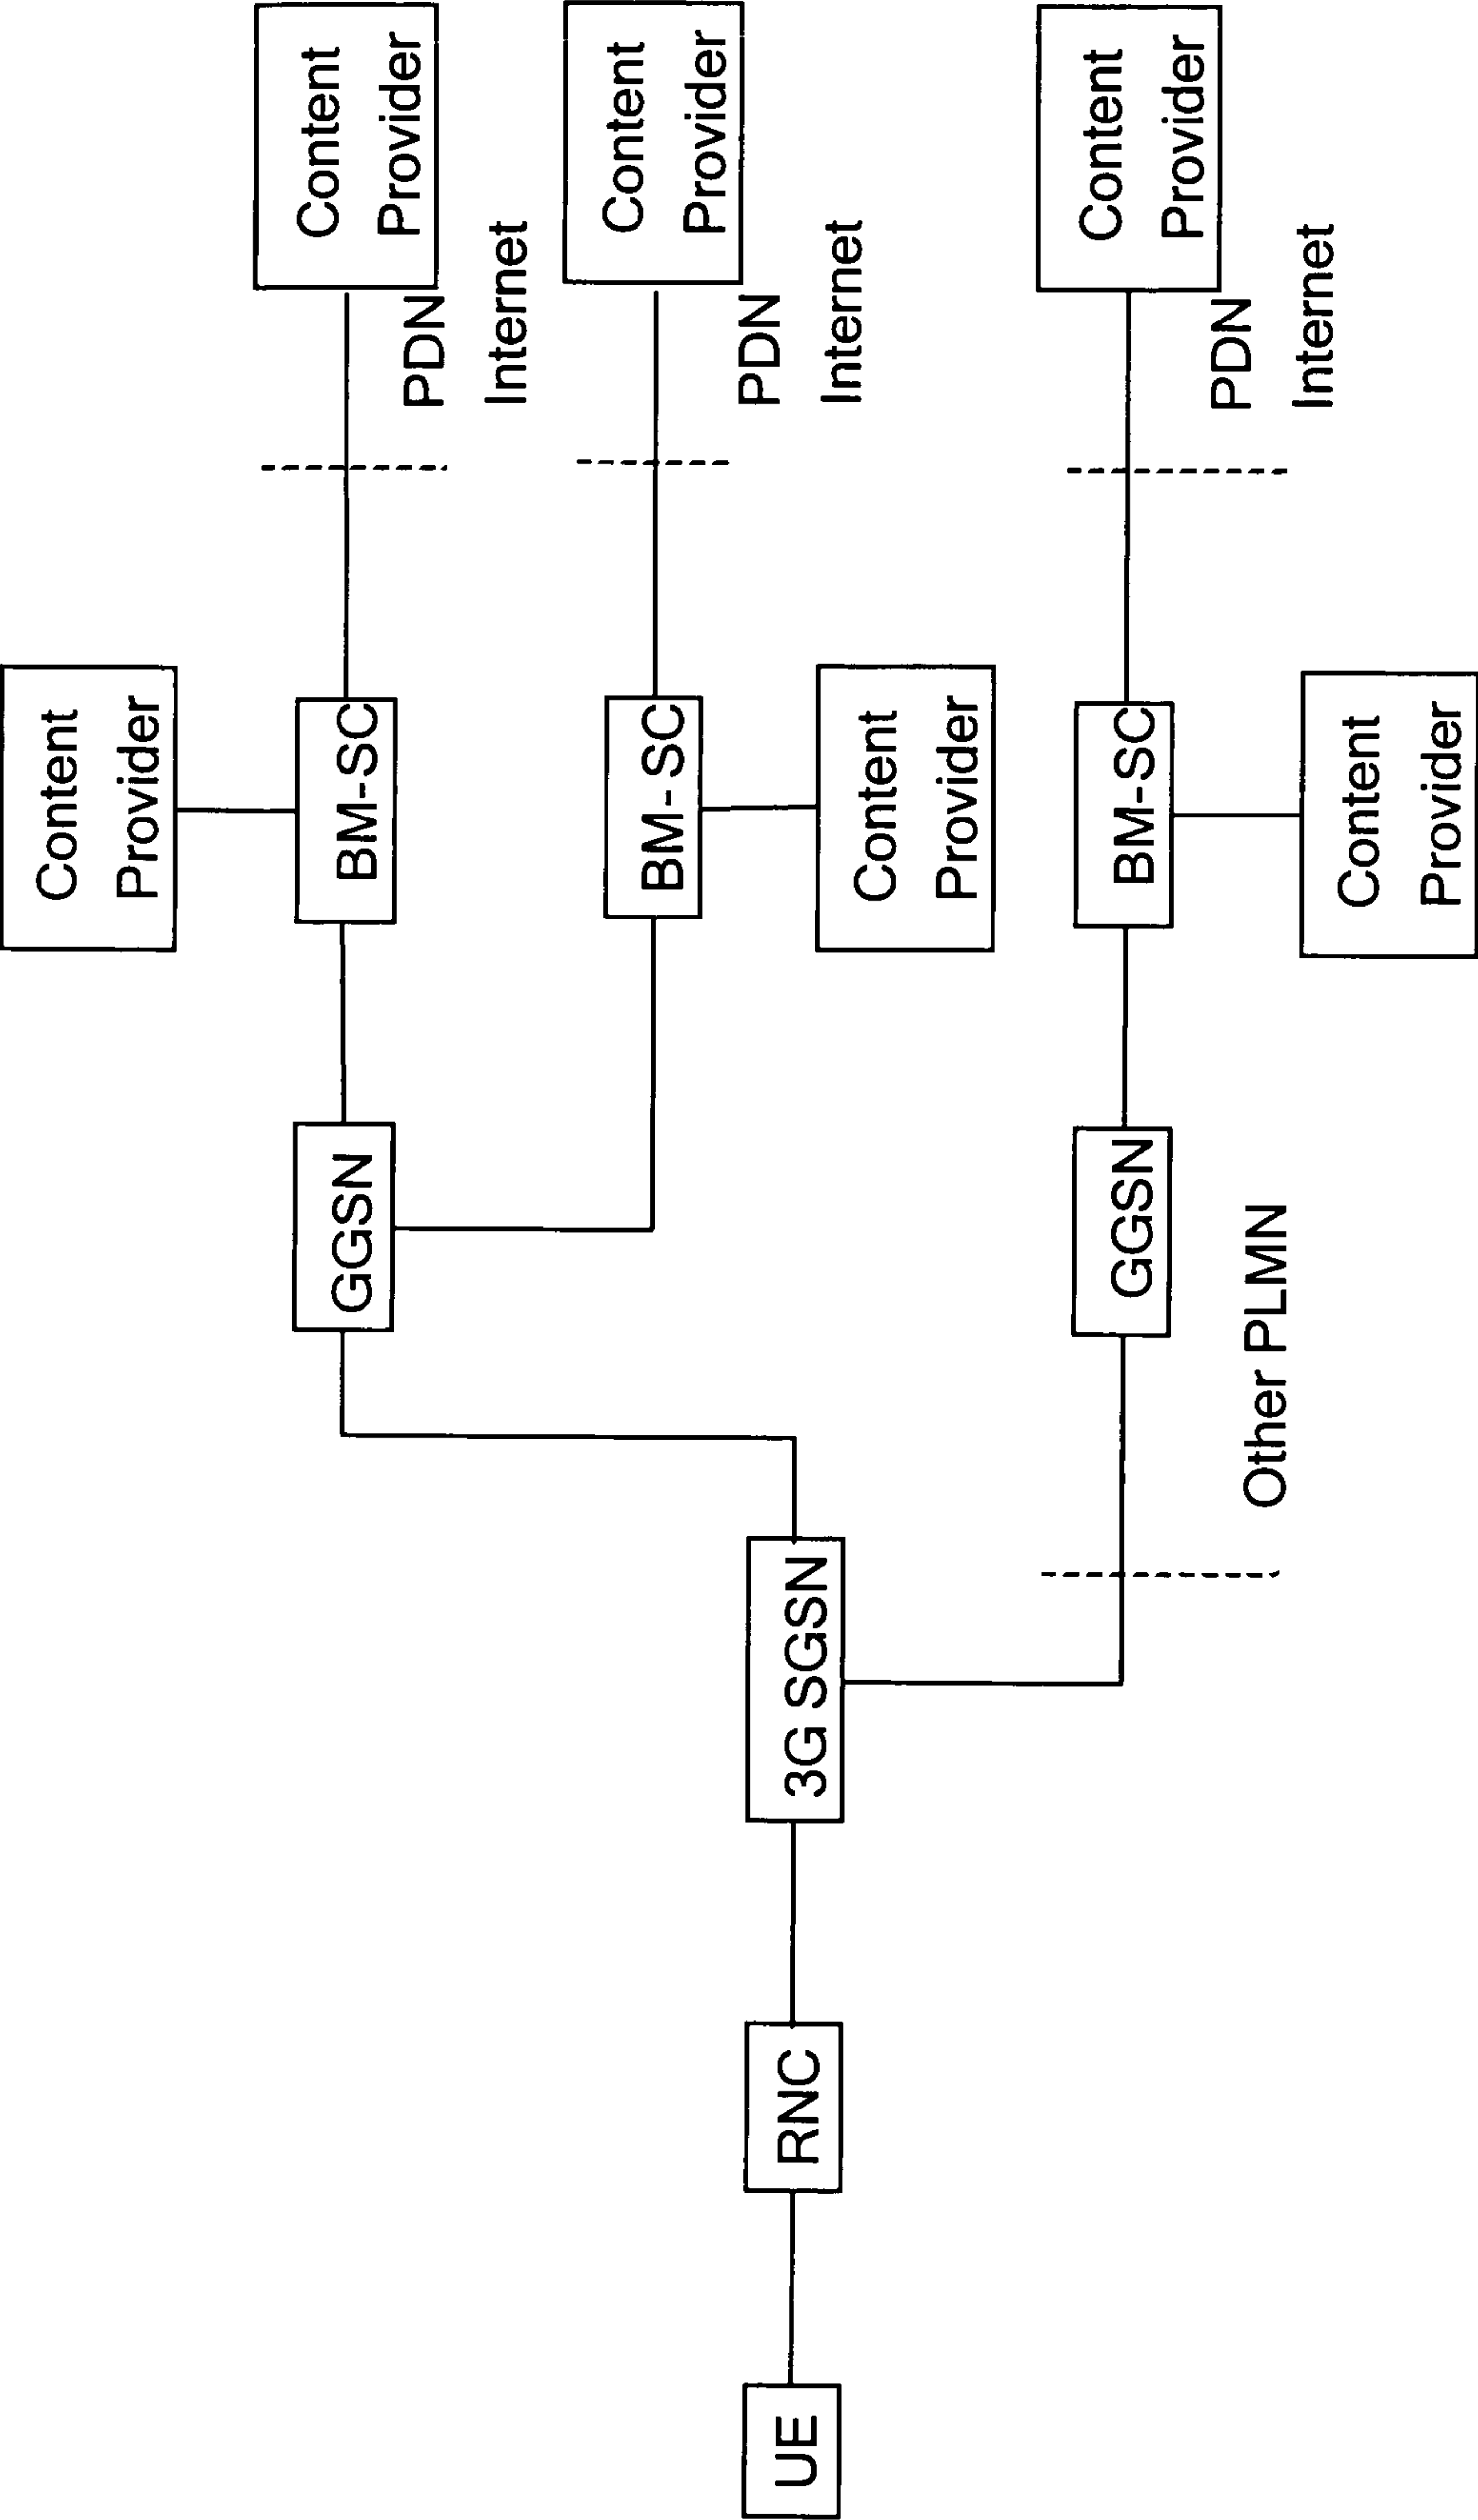 Content
Provider
Content
Provider
BM-SC
PDN
Internet
GGSN
Content
Provider
BM-SC
PDN
Internet
UE
RNC
3G SGSN
Content
Provider
Content
Provider
GGSN
BM-SC
PDN
Internet
Other PLMN
Content
Provider